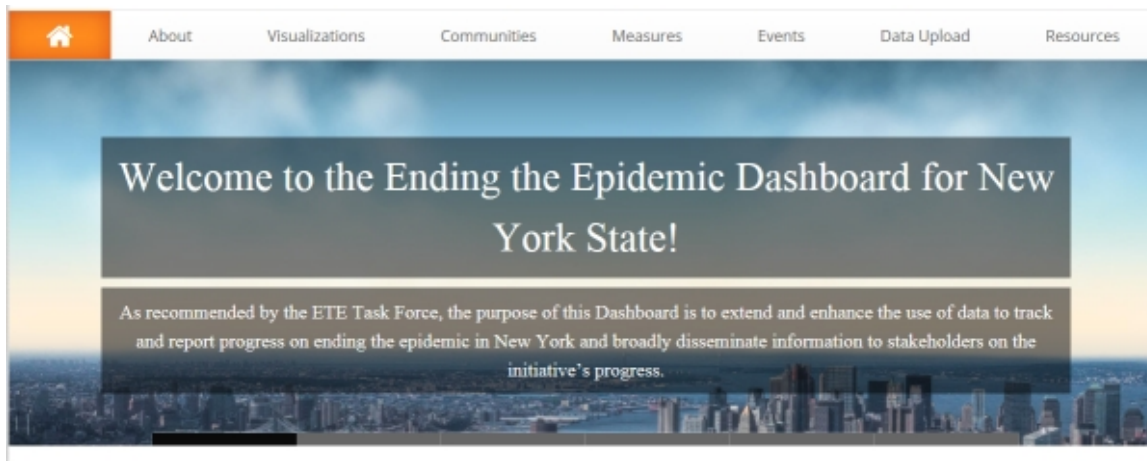 About Visualizations Communities Measures Events Data Upload Resources
Welcome to the Ending the Epidemic Dashboard for New
York State!
As recommended by the ETE Task Force, the purpose of this Dashboard is to extend and enhance the use of data to track
and report progress on ending the epidemic in New York and broadly disseminate information to stakeholders on the
initiative’s progress.